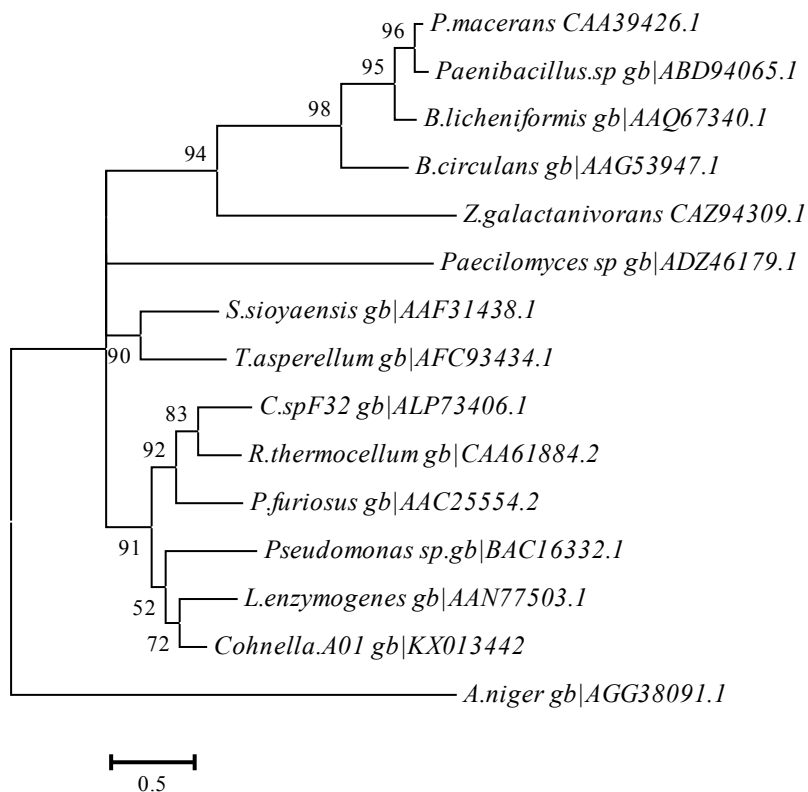 P.macerans CAA39426.1
96
Paenibacillus.sp gb|ABD94065.1
95
B.licheniformis gb|AAQ67340.1
98
B.circulans gb|AAG53947.1
94
Z.galactanivorans CAZ94309.1
Paecilomyces sp gb|ADZ46179.1
S.sioyaensis gb|AAF31438.1
90
T.asperellum gb|AFC93434.1
C.spF32 gb|ALP73406.1
83
R.thermocellum gb|CAA61884.2
92
P.furiosus gb|AAC25554.2
91
Pseudomonas sp.gb|BAC16332.1
L.enzymogenes gb|AAN77503.1
52
72
Cohnella.A01 gb|KX013442
A.niger gb|AGG38091.1
0.5